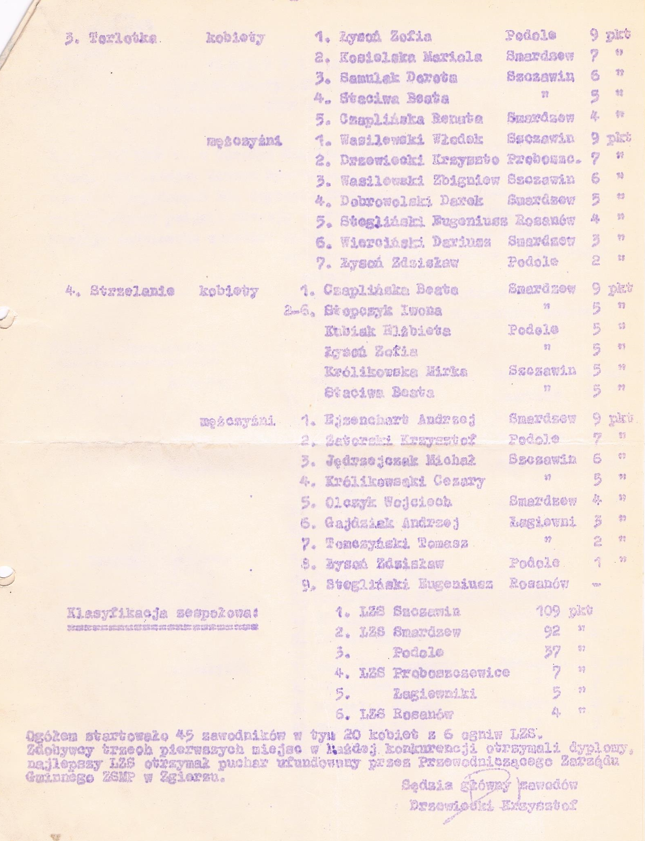 3. Terlotka kobiety 1. Łysoń Zofia Podole 9 pkt
2. Kosielska Mariola Smardzew 7 "
3. Samulak Dorota Szczawin 6 "
4. Staciwa Beata " 5 "
5. Czaplińska Renata Smardzew 4 "
mężczyźni 1. Wasilewski Włodek Szczawin 9 pkt
2. Drzewiecki Krzyszto Proboszc. 7 "
3. Wasilewski Zbigniew Szczawin 6 "
4. Dobrowolski Darek Smardzew 5 "
5. Stegliński Eugeniusz Rosanów 4 "
6. Wierciński Dariusz Smardzew 3 "
7. Łysoń Zdzisław Podole 2 "
4. Strzelanie kobiety 1. Czaplińska Beata Smardzew 9 pkt
2-6. Stopczyk Iwona " 5 "
Kubiak Elżbieta Podole 5 "
Łysoń Zofia " 5 "
Królikowska Mirka Szczawin 5 "
Staciwa Beata " 5 "
mężczyźni 1. Ejzenchart Andrzej Smardzew 9 pkt
2. Zatorski Krzysztof Podole 7 "
3. Jędrzejczak Michał Szczawin 6 "
4. Królikowski Cezary " 5 "
5. Olczyk Wojciech Smardzew 4 "
6. Gajdziak Andrzej Łagiewni 3 "
7. Tomczyński Tomasz " 2 "
8. Łysoń Zdzisław Podole 1 "
9. Stegliński Eugeniusz Rosanów -
Klasyfikacja zespołowa: 1. LZS Szczawin 109 pkt
2. LZS Smardzew 92 "
3. Podole 37 "
4. LZS Proboszczewice 7 "
5. Łagiewniki 5 "
6. LZS Rosanów 4 "
Ogółem startowało 45 zawodników w tym 20 kobiet z 6 ogniw LZS.
Zdobywcy trzech pierwszych miejsc w każdej konkurencji otrzymali dyplomy,
najlepszy LZS otrzymał puchar ufundowany przez Przewodniczącego Zarządu
Gminnego ZSMP w Zgierzu.
Sędzia główny zawodów
Drzewiecki Krzysztof